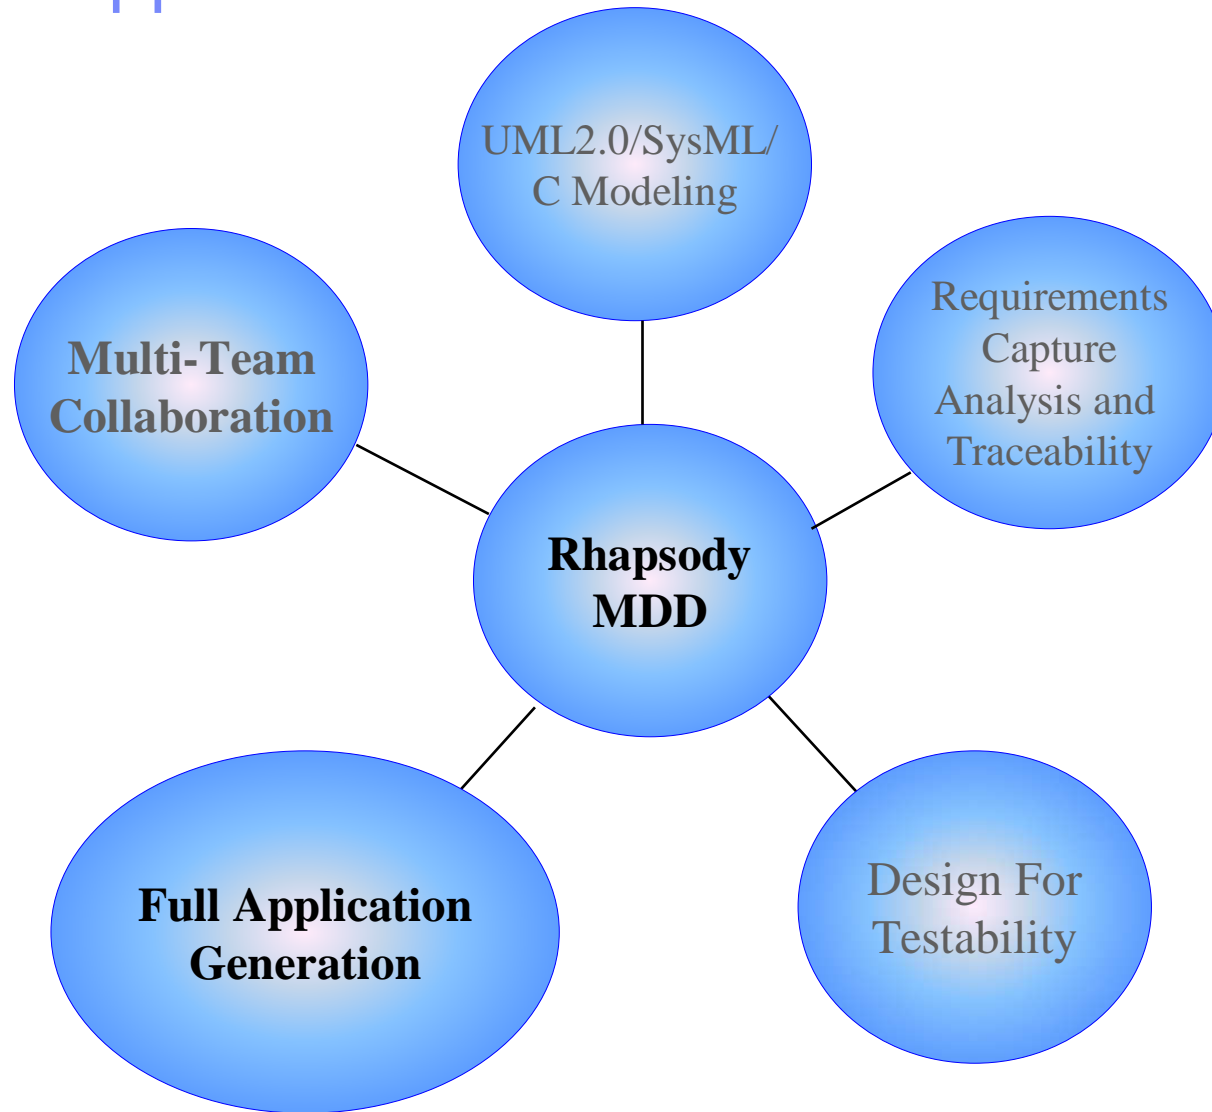 UML2.0/SysML/
C Modeling
Requirements
Capture
Analysis and
Traceability
Multi-Team
Collaboration
Rhapsody
MDD
Full Application
Generation
Design For
Testability